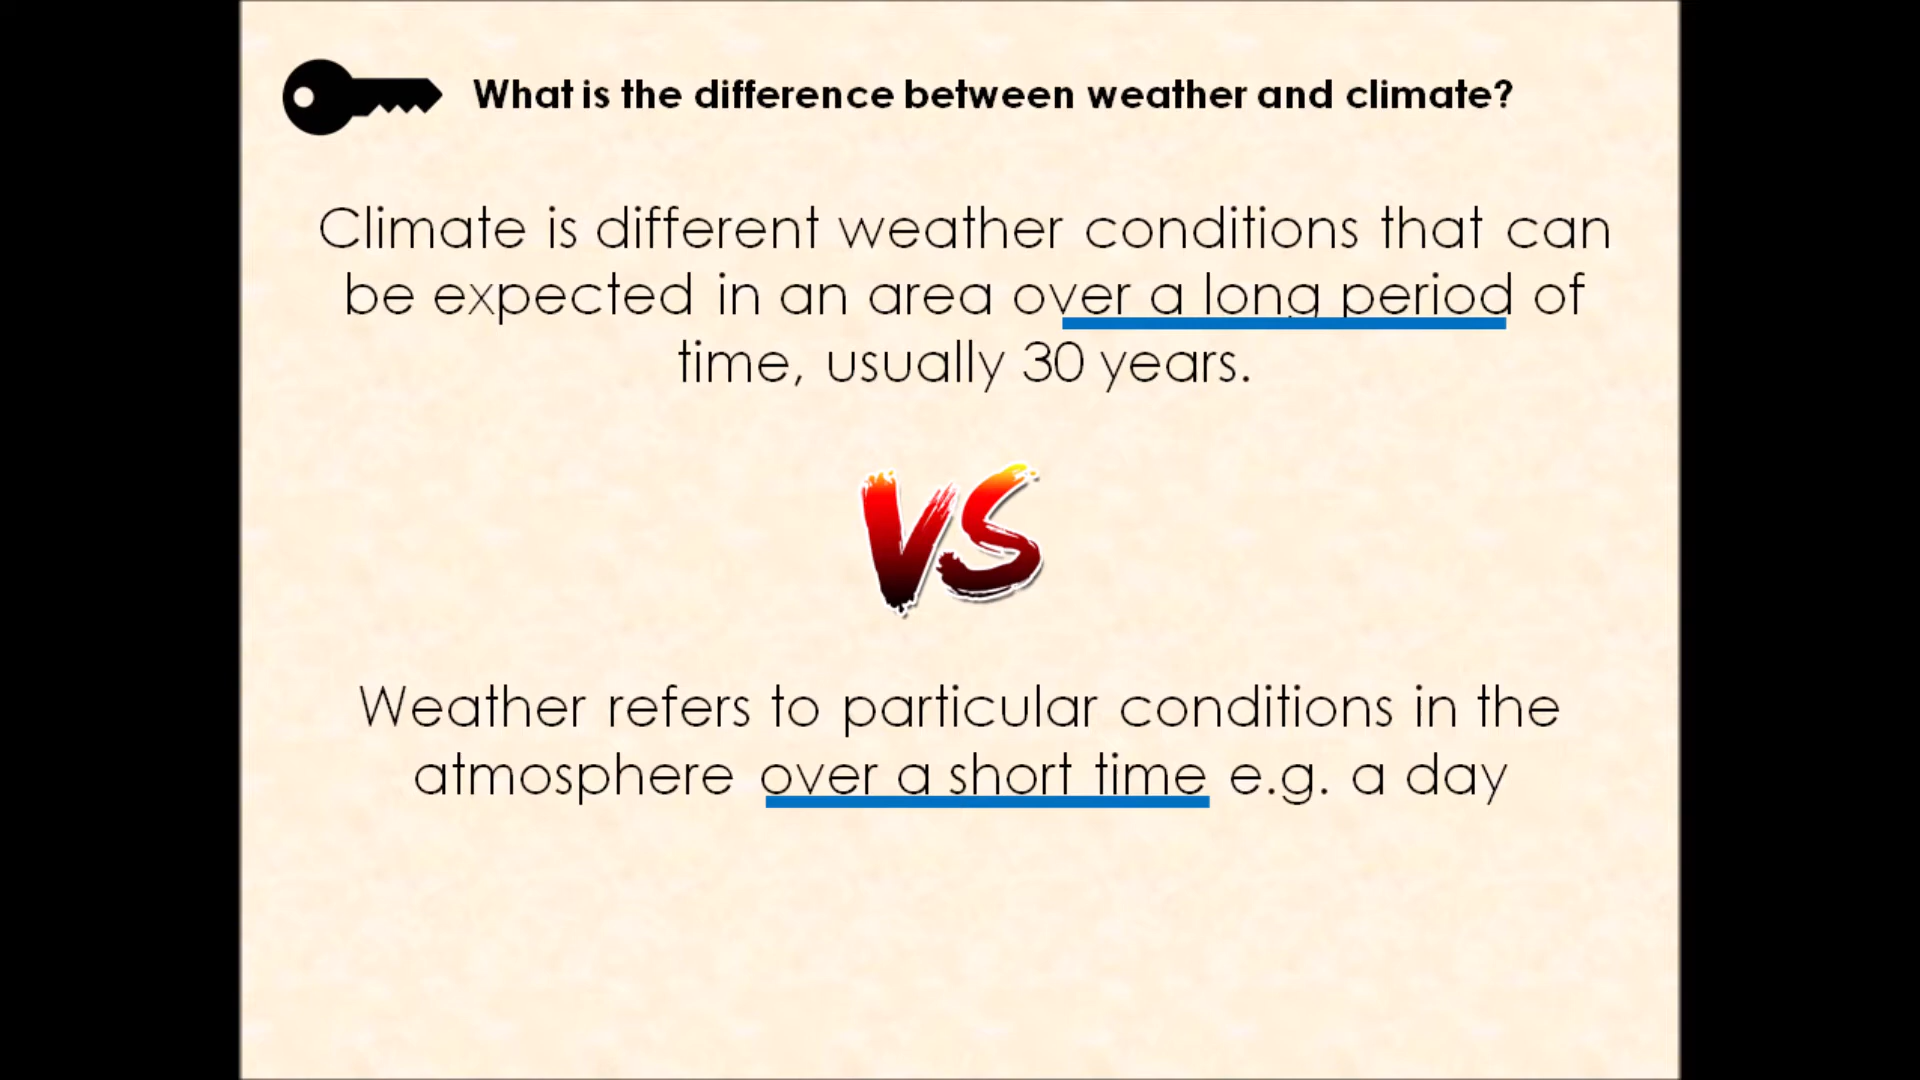 What is the difference between weather and climate?
Climate is different weather conditions that can
be expected in an area over a long period of
time, usually 30 years.
VS
Weather refers to particular conditions in the
atmosphere over a short time e.g. a day